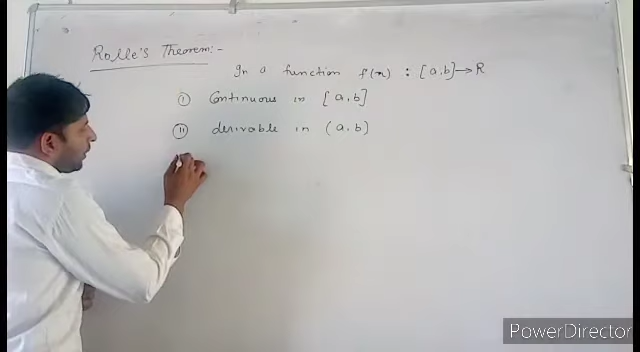 Rolle's Theorem:-
In a function f(x) : [a,b]→R
(i) Continuous in [a,b]
(ii) derivable in (a,b)
PowerDirector